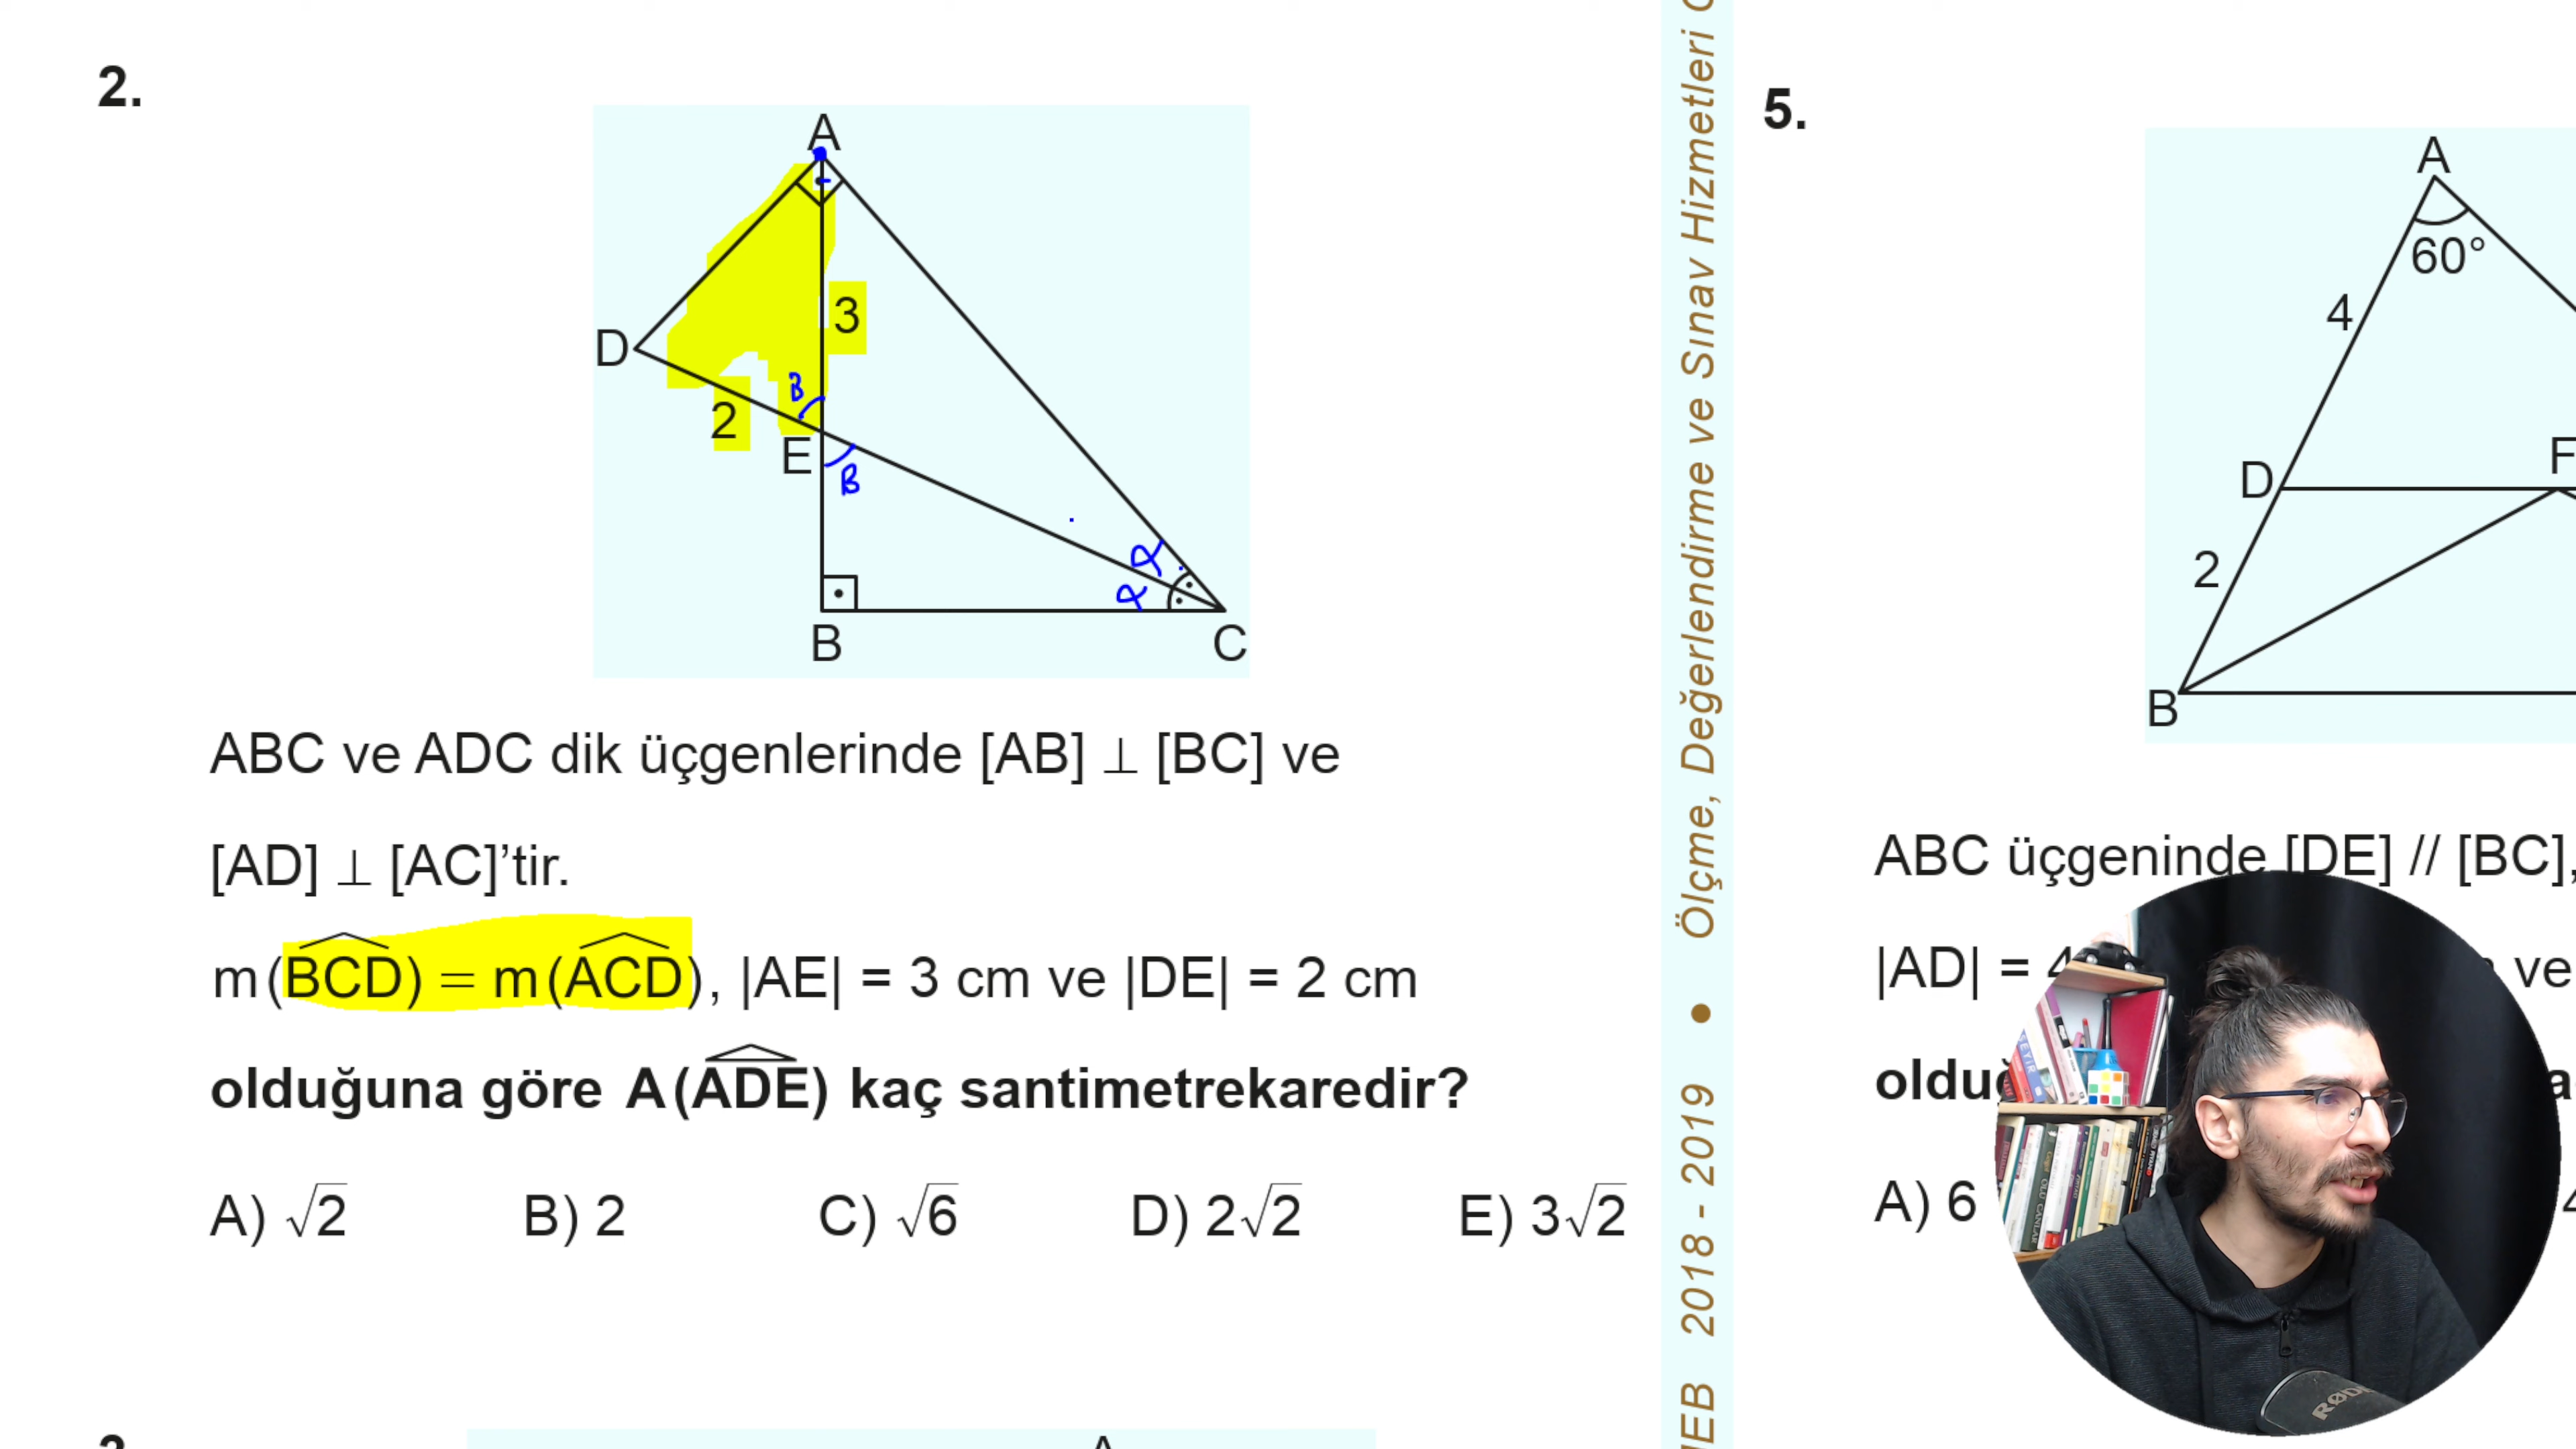 2.
A
3
D
B
2
E
B
α
α
B
C
ABC ve ADC dik üçgenlerinde [AB] ⊥ [BC] ve
[AD] ⊥ [AC]'tir.
m(BCD) = m(ACD), |AE| = 3 cm ve |DE| = 2 cm
olduğuna göre A(ADE) kaç santimetrekaredir?
A) √2 B) 2 C) √6 D) 2√2 E) 3√2
Ölçme, Değerlendirme ve Sınav Hizmetleri
2018 - 2019 •
5.
A
60°
4
D
F
2
B
ABC üçgeninde [DE] // [BC],
|AD| = 4 ve
A) 6
RØDE